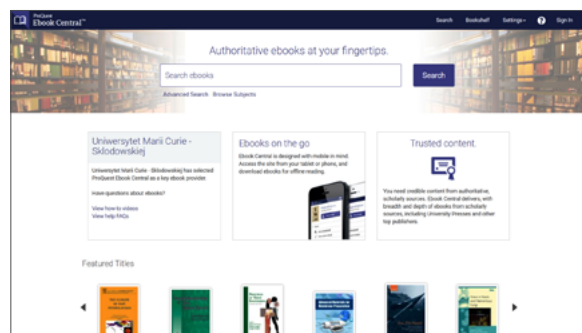 ProQuest
Ebook Central™
Search Bookshelf Settings Sign In
Authoritative ebooks at your fingertips.
Search ebooks
Search
Advanced Search Browse Subjects
Uniwersytet Marii Curie -
Sklodowskiej
Uniwersytet Marii Curie - Sklodowskiej has selected
ProQuest Ebook Central as a key ebook provider.
Have questions about ebooks?
View how-to videos
View help FAQs
Ebooks on the go
Ebook Central is designed with mobile in mind.
Access the site from your tablet or phone, and
download ebooks for offline reading.
Trusted content.
You need credible content from authoritative,
scholarly sources. Ebook Central delivers, with
breadth and depth of ebooks from scholarly
sources, including University Presses and other
top publishers.
Featured Titles